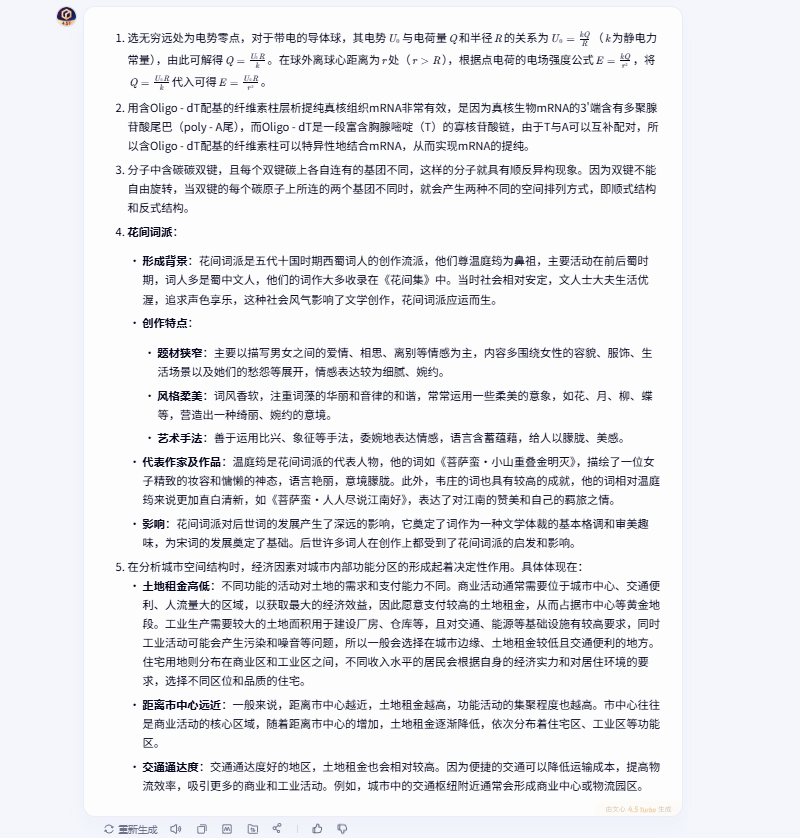 1. 选无穷远处为电势零点，对于带电的导体球，其电势 U₀ 与电荷量 Q 和半径 R 的关系为 U₀ = kQ/R （k 为静电力
常量），由此可解得 Q = U₀R/k 。在球外离球心距离为 r 处（r > R），根据点电荷的电场强度公式 E = kQ/r² ，将
Q = U₀R/k 代入可得 E = U₀R/r² 。
2. 用含Oligo - dT配基的纤维素柱层析提纯真核组织mRNA非常有效，是因为真核生物mRNA的3'端含有多聚腺
苷酸尾巴（poly - A尾），而Oligo - dT是一段富含胸腺嘧啶（T）的寡核苷酸链，由于T与A可以互补配对，所
以含Oligo - dT配基的纤维素柱可以特异性地结合mRNA，从而实现mRNA的提纯。
3. 分子中含碳碳双键，且每个双键碳上各自连有的基团不同，这样的分子就具有顺反异构现象。因为双键不能
自由旋转，当双键的每个碳原子上所连的两个基团不同时，就会产生两种不同的空间排列方式，即顺式结构
和反式结构。
4. 花间词派：
• 形成背景：花间词派是五代十国时期西蜀词人的创作流派，他们尊温庭筠为鼻祖，主要活动在前后蜀时
期，词人多是蜀中文人，他们的词作大多收录在《花间集》中。当时社会相对安定，文人士大夫生活优
渥，追求声色享乐，这种社会风气影响了文学创作，花间词派应运而生。
• 创作特点：
• 题材狭窄：主要以描写男女之间的爱情、相思、离别等情感为主，内容多围绕女性的容貌、服饰、生
活场景以及她们的愁怨等展开，情感表达较为细腻、婉约。
• 风格柔美：词风香软，注重词藻的华丽和音律的和谐，常常运用一些柔美的意象，如花、月、柳、蝶
等，营造出一种绮丽、婉约的意境。
• 艺术手法：善于运用比兴、象征等手法，委婉地表达情感，语言含蓄蕴藉，给人以朦胧、美感。
• 代表作家及作品：温庭筠是花间词派的代表人物，他的词如《菩萨蛮・小山重叠金明灭》，描绘了一位女
子精致的妆容和慵懒的神态，语言艳丽，意境朦胧。此外，韦庄的词也具有较高的成就，他的词相对温庭
筠来说更加直白清新，如《菩萨蛮・人人尽说江南好》，表达了对江南的赞美和自己的羁旅之情。
• 影响：花间词派对后世词的发展产生了深远的影响，它奠定了词作为一种文学体裁的基本格调和审美趣
味，为宋词的发展奠定了基础。后世许多词人在创作上都受到了花间词派的启发和影响。
5. 在分析城市空间结构时，经济因素对城市内部功能分区的形成起着决定性作用。具体体现在：
• 土地租金高低：不同功能的活动对土地的需求和支付能力不同。商业活动通常需要位于城市中心、交通便
利、人流量大的区域，以获取最大的经济效益，因此愿意支付较高的土地租金，从而占据市中心等黄金地
段。工业生产需要较大的土地面积用于建设厂房、仓库等，且对交通、能源等基础设施有较高要求，同时
工业活动可能会产生污染和噪音等问题，所以一般会选择在城市边缘、土地租金较低且交通便利的地方。
住宅用地则分布在商业区和工业区之间，不同收入水平的居民会根据自身的经济实力和对居住环境的要
求，选择不同区位和品质的住宅。
• 距离市中心远近：一般来说，距离市中心越近，土地租金越高，功能活动的集聚程度也越高。市中心往往
是商业活动的核心区域，随着距离市中心的增加，土地租金逐渐降低，依次分布着住宅区、工业区等功能
区。
• 交通通达度：交通通达度好的地区，土地租金也会相对较高。因为便捷的交通可以降低运输成本，提高物
流效率，吸引更多的商业和工业活动。例如，城市中的交通枢纽附近通常会形成商业中心或物流园区。
由文心 4.5 Turbo 生成
重新生成